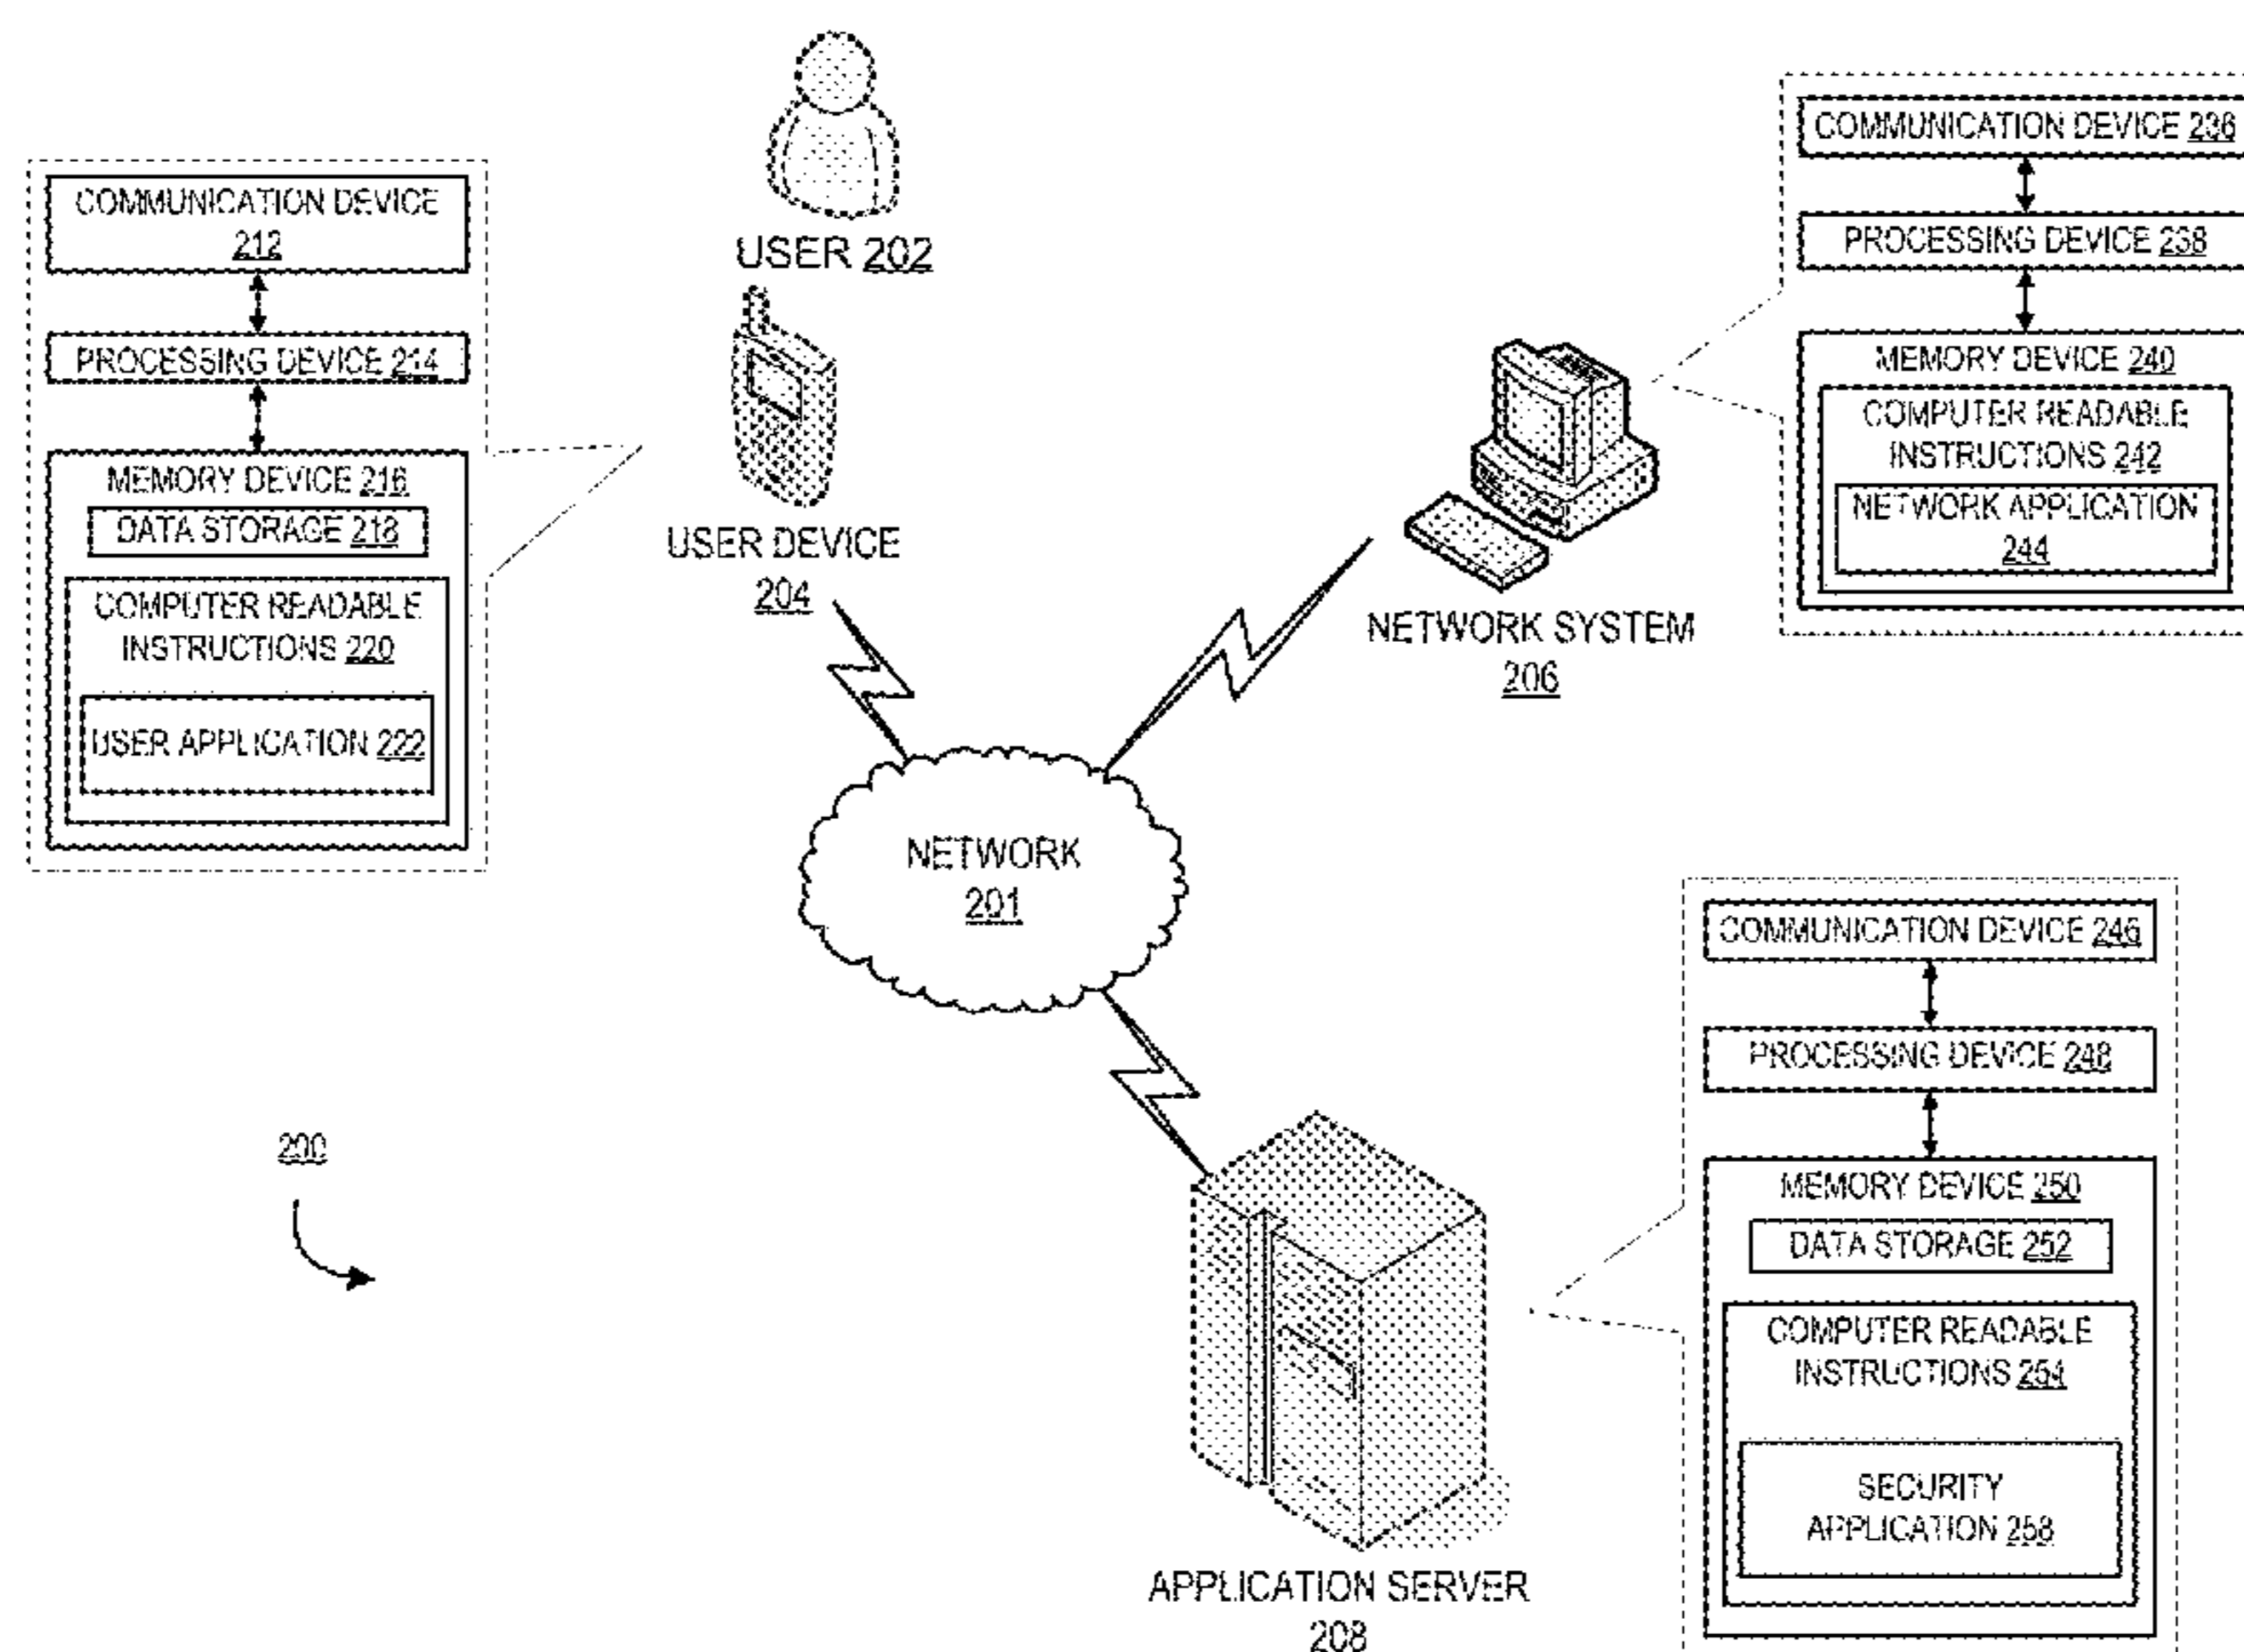 USER 202
COMMUNICATION DEVICE
212
PROCESSING DEVICE 214
MEMORY DEVICE 216
DATA STORAGE 218
COMPUTER READABLE
INSTRUCTIONS 220
USER APPLICATION 222
USER DEVICE
204
COMMUNICATION DEVICE 236
PROCESSING DEVICE 238
MEMORY DEVICE 240
COMPUTER READABLE
INSTRUCTIONS 242
NETWORK APPLICATION
244
NETWORK SYSTEM
206
NETWORK
201
COMMUNICATION DEVICE 246
PROCESSING DEVICE 248
MEMORY DEVICE 250
DATA STORAGE 252
COMPUTER READABLE
INSTRUCTIONS 254
SECURITY
APPLICATION 258
200
APPLICATION SERVER
208